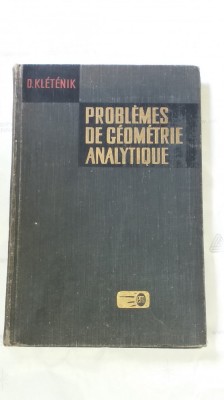 D. KLÉTÉNIK
PROBLÈMES
DE GÉOMÉTRIE
ANALYTIQUE